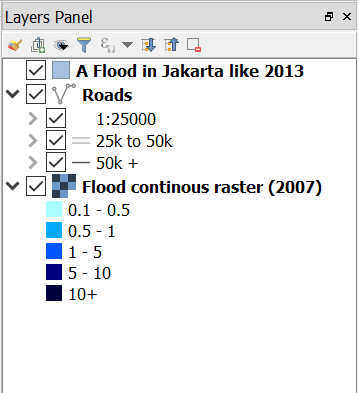 Layers Panel
A Flood in Jakarta like 2013
Roads
1:25000
25k to 50k
50k +
Flood continous raster (2007)
0.1 - 0.5
0.5 - 1
1 - 5
5 - 10
10+